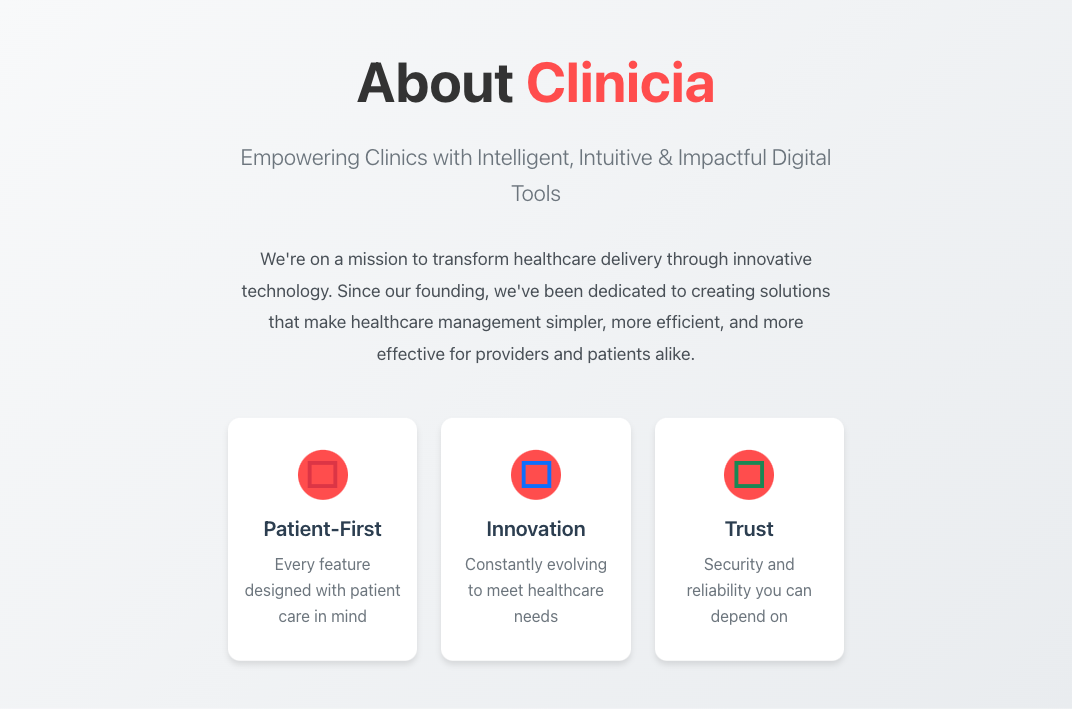 About Clinicia
Empowering Clinics with Intelligent, Intuitive & Impactful Digital
Tools
We're on a mission to transform healthcare delivery through innovative
technology. Since our founding, we've been dedicated to creating solutions
that make healthcare management simpler, more efficient, and more
effective for providers and patients alike.
Patient-First
Every feature
designed with patient
care in mind
Innovation
Constantly evolving
to meet healthcare
needs
Trust
Security and
reliability you can
depend on